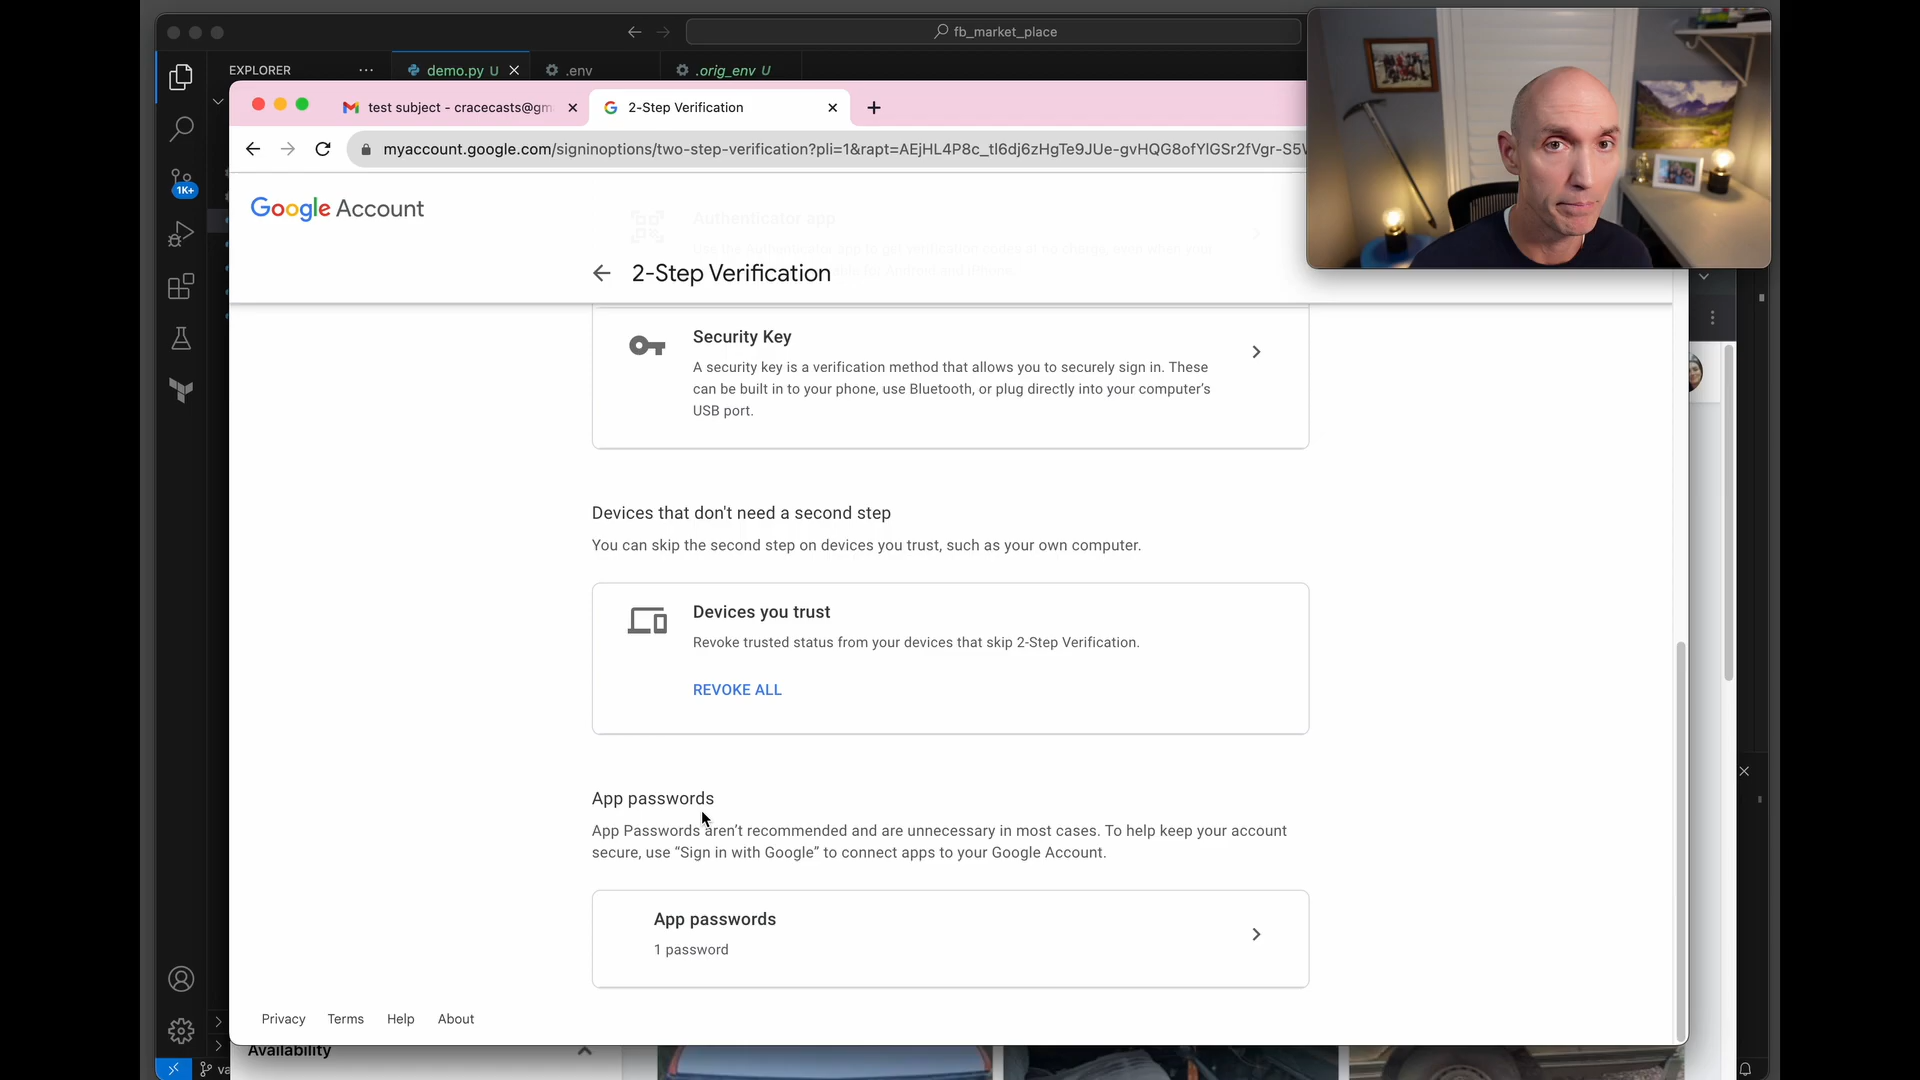 fb_market_place
EXPLORER
demo.py U
.env
.orig_env U
test subject - cracecasts@gm
2-Step Verification
myaccount.google.com/signinoptions/two-step-verification?pli=1&rapt=AEjHL4P8c_tl6dj6zHgTe9JUe-gvHQG8ofYlGSr2fVgr-S5W
1K+
Google Account
Authenticator app
2-Step Verification
Security Key
A security key is a verification method that allows you to securely sign in. These
can be built in to your phone, use Bluetooth, or plug directly into your computer's
USB port.
Devices that don't need a second step
You can skip the second step on devices you trust, such as your own computer.
Devices you trust
Revoke trusted status from your devices that skip 2-Step Verification.
REVOKE ALL
App passwords
App Passwords aren't recommended and are unnecessary in most cases. To help keep your account
secure, use “Sign in with Google” to connect apps to your Google Account.
App passwords
1 password
Privacy Terms Help About
Availability
va